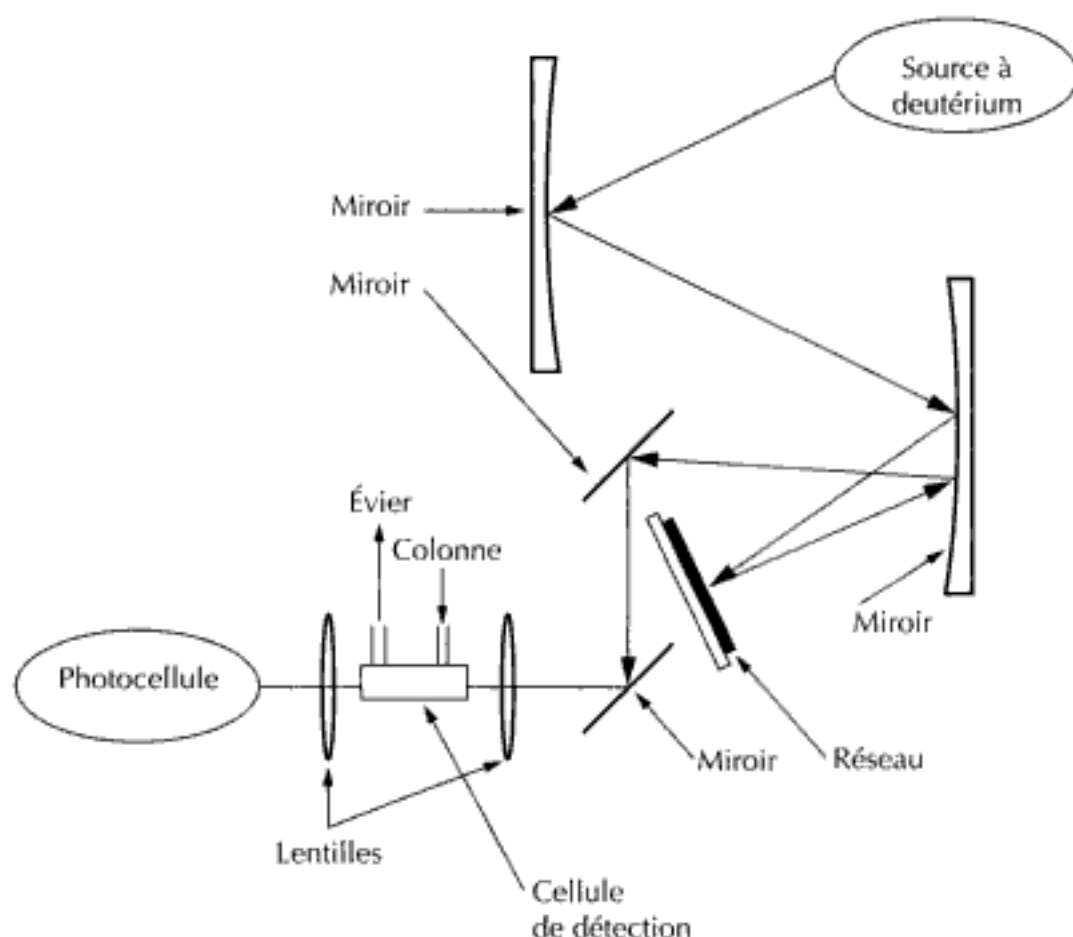 Source à
deutérium
Miroir
Miroir
Évier
Colonne
Miroir
Photocellule
Miroir
Réseau
Lentilles
Cellule
de détection